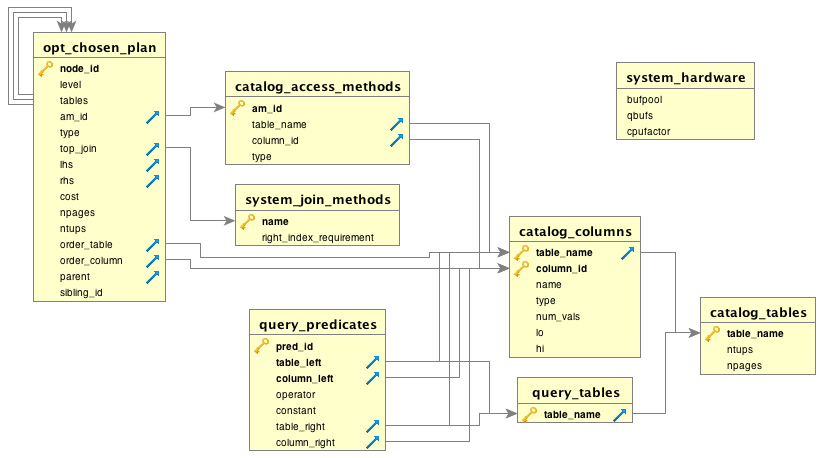 opt_chosen_plan
node_id
level
tables
am_id
type
top_join
lhs
rhs
cost
npages
ntups
order_table
order_column
parent
sibling_id
catalog_access_methods
am_id
table_name
column_id
type
system_join_methods
name
right_index_requirement
query_predicates
pred_id
table_left
column_left
operator
constant
table_right
column_right
system_hardware
bufpool
qbufs
cpufactor
catalog_columns
table_name
column_id
name
type
num_vals
lo
hi
query_tables
table_name
catalog_tables
table_name
ntups
npages